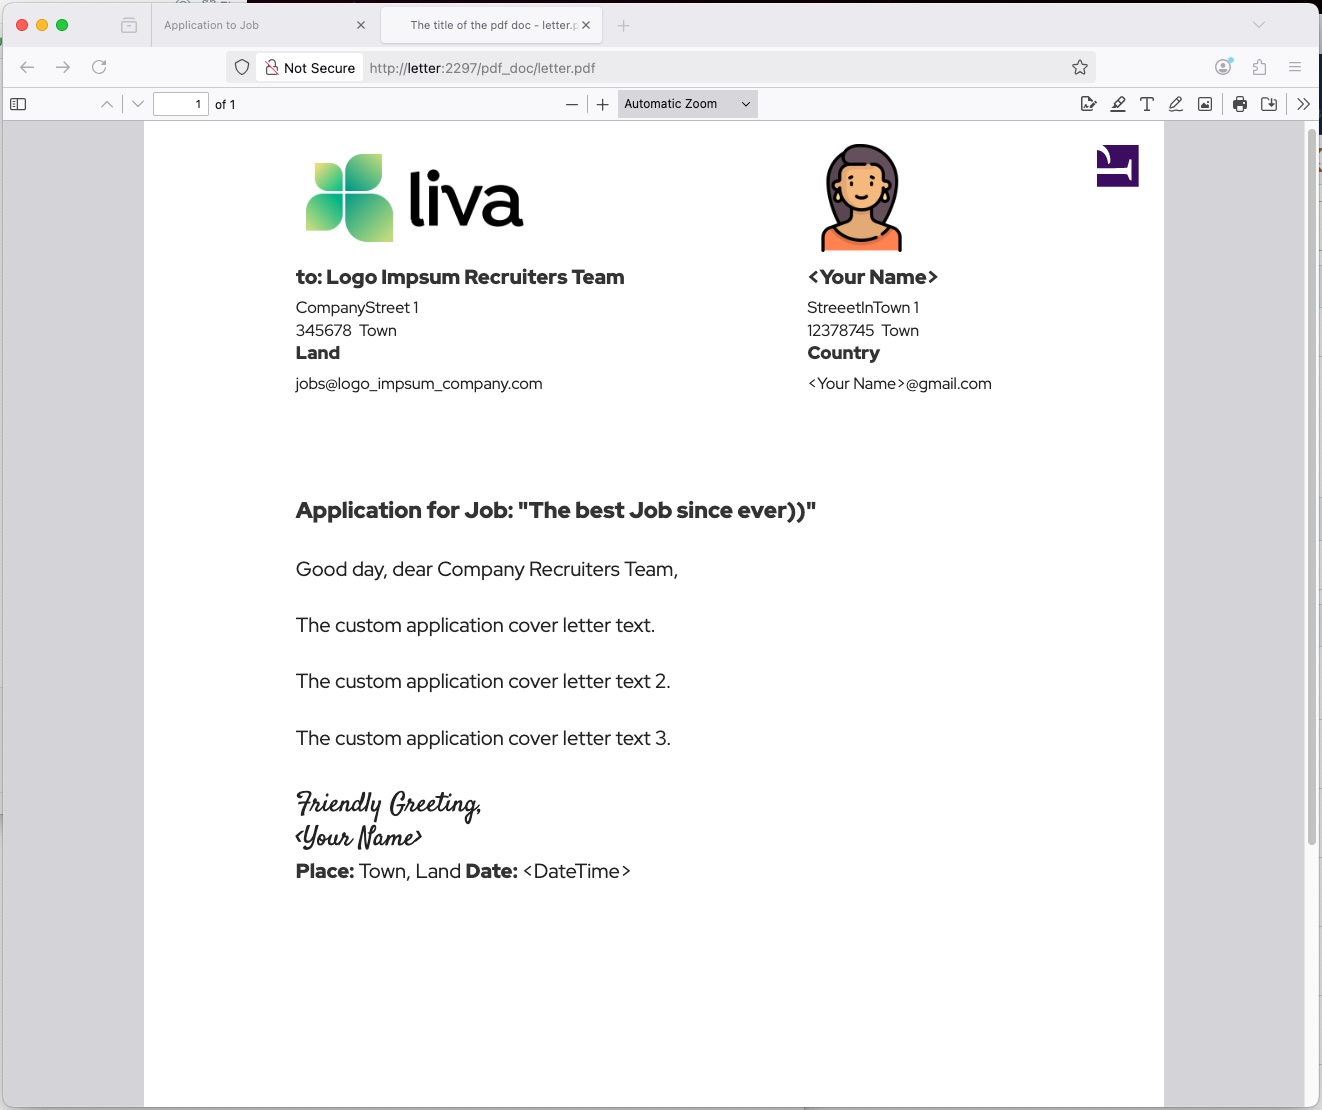 Application to Job
The title of the pdf doc - letter.p
Not Secure
http://letter:2297/pdf_doc/letter.pdf
1 of 1
Automatic Zoom
liva
to: Logo Impsum Recruiters Team
CompanyStreet 1
345678 Town
Land
jobs@logo_impsum_company.com
<Your Name>
StreeetInTown 1
12378745 Town
Country
<Your Name>@gmail.com
Application for Job: "The best Job since ever))"
Good day, dear Company Recruiters Team,
The custom application cover letter text.
The custom application cover letter text 2.
The custom application cover letter text 3.
Friendly Greeting,
<Your Name>
Place: Town, Land Date: <DateTime>